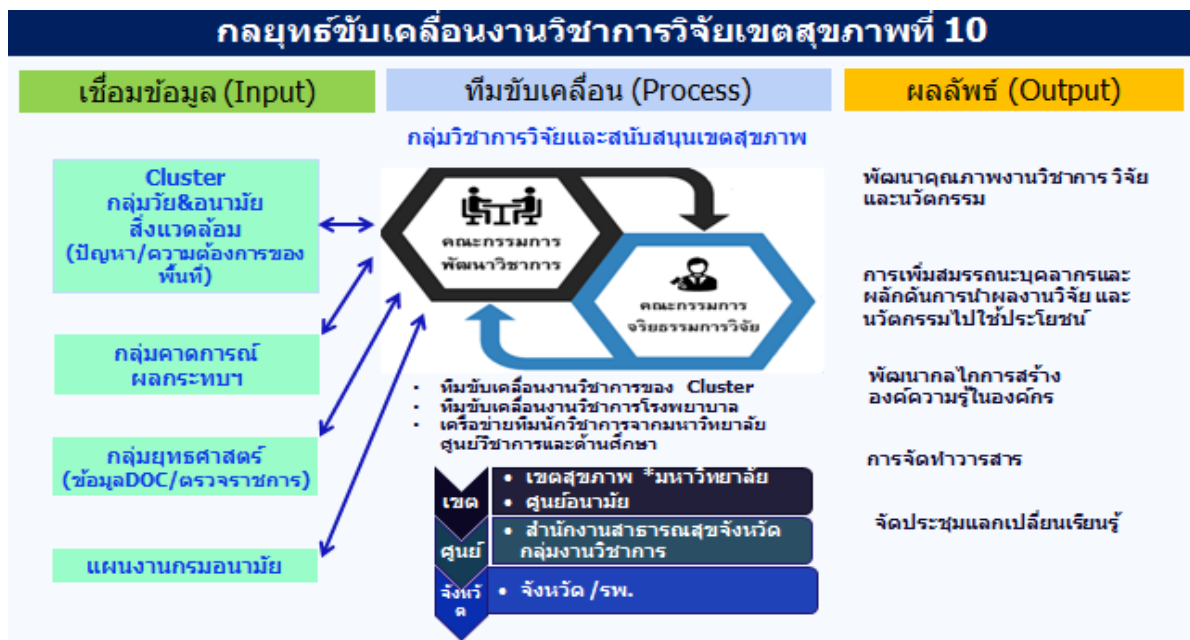 กลยุทธ์ขับเคลื่อนงานวิชาการวิจัยเขตสุขภาพที่ 10
เชื่อมข้อมูล (Input)
ทีมขับเคลื่อน (Process)
ผลลัพธ์ (Output)
Cluster
กลุ่มวัย&อนามัย
สิ่งแวดล้อม
(ปัญหา/ความต้องการของ
พื้นที่)
กลุ่มคาดการณ์
ผลกระทบฯ
กลุ่มยุทธศาสตร์
(ข้อมูลDOC/ตรวจราชการ)
แผนงานกรมอนามัย
กลุ่มวิชาการวิจัยและสนับสนุนเขตสุขภาพ
คณะกรรมการ
พัฒนาวิชาการ
คณะกรรมการ
จริยธรรมการวิจัย
• ทีมขับเคลื่อนงานวิชาการของ Cluster
• ทีมขับเคลื่อนงานวิชาการโรงพยาบาล
• เครือข่ายทีมนักวิชาการจากมหาวิทยาลัย
ศูนย์วิชาการและด้านศึกษา
เขต
• เขตสุขภาพ *มหาวิทยาลัย
• ศูนย์อนามัย
ศูนย์
• สำนักงานสาธารณสุขจังหวัด
กลุ่มงานวิชาการ
จังหวั
ด
• จังหวัด /รพ.
พัฒนาคุณภาพงานวิชาการ วิจัย
และนวัตกรรม
การเพิ่มสมรรถนะบุคลากรและ
ผลักดันการนำผลงานวิจัย และ
นวัตกรรมไปใช้ประโยชน์
พัฒนากลไกการสร้าง
องค์ความรู้ในองค์กร
การจัดทำวารสาร
จัดประชุมแลกเปลี่ยนเรียนรู้